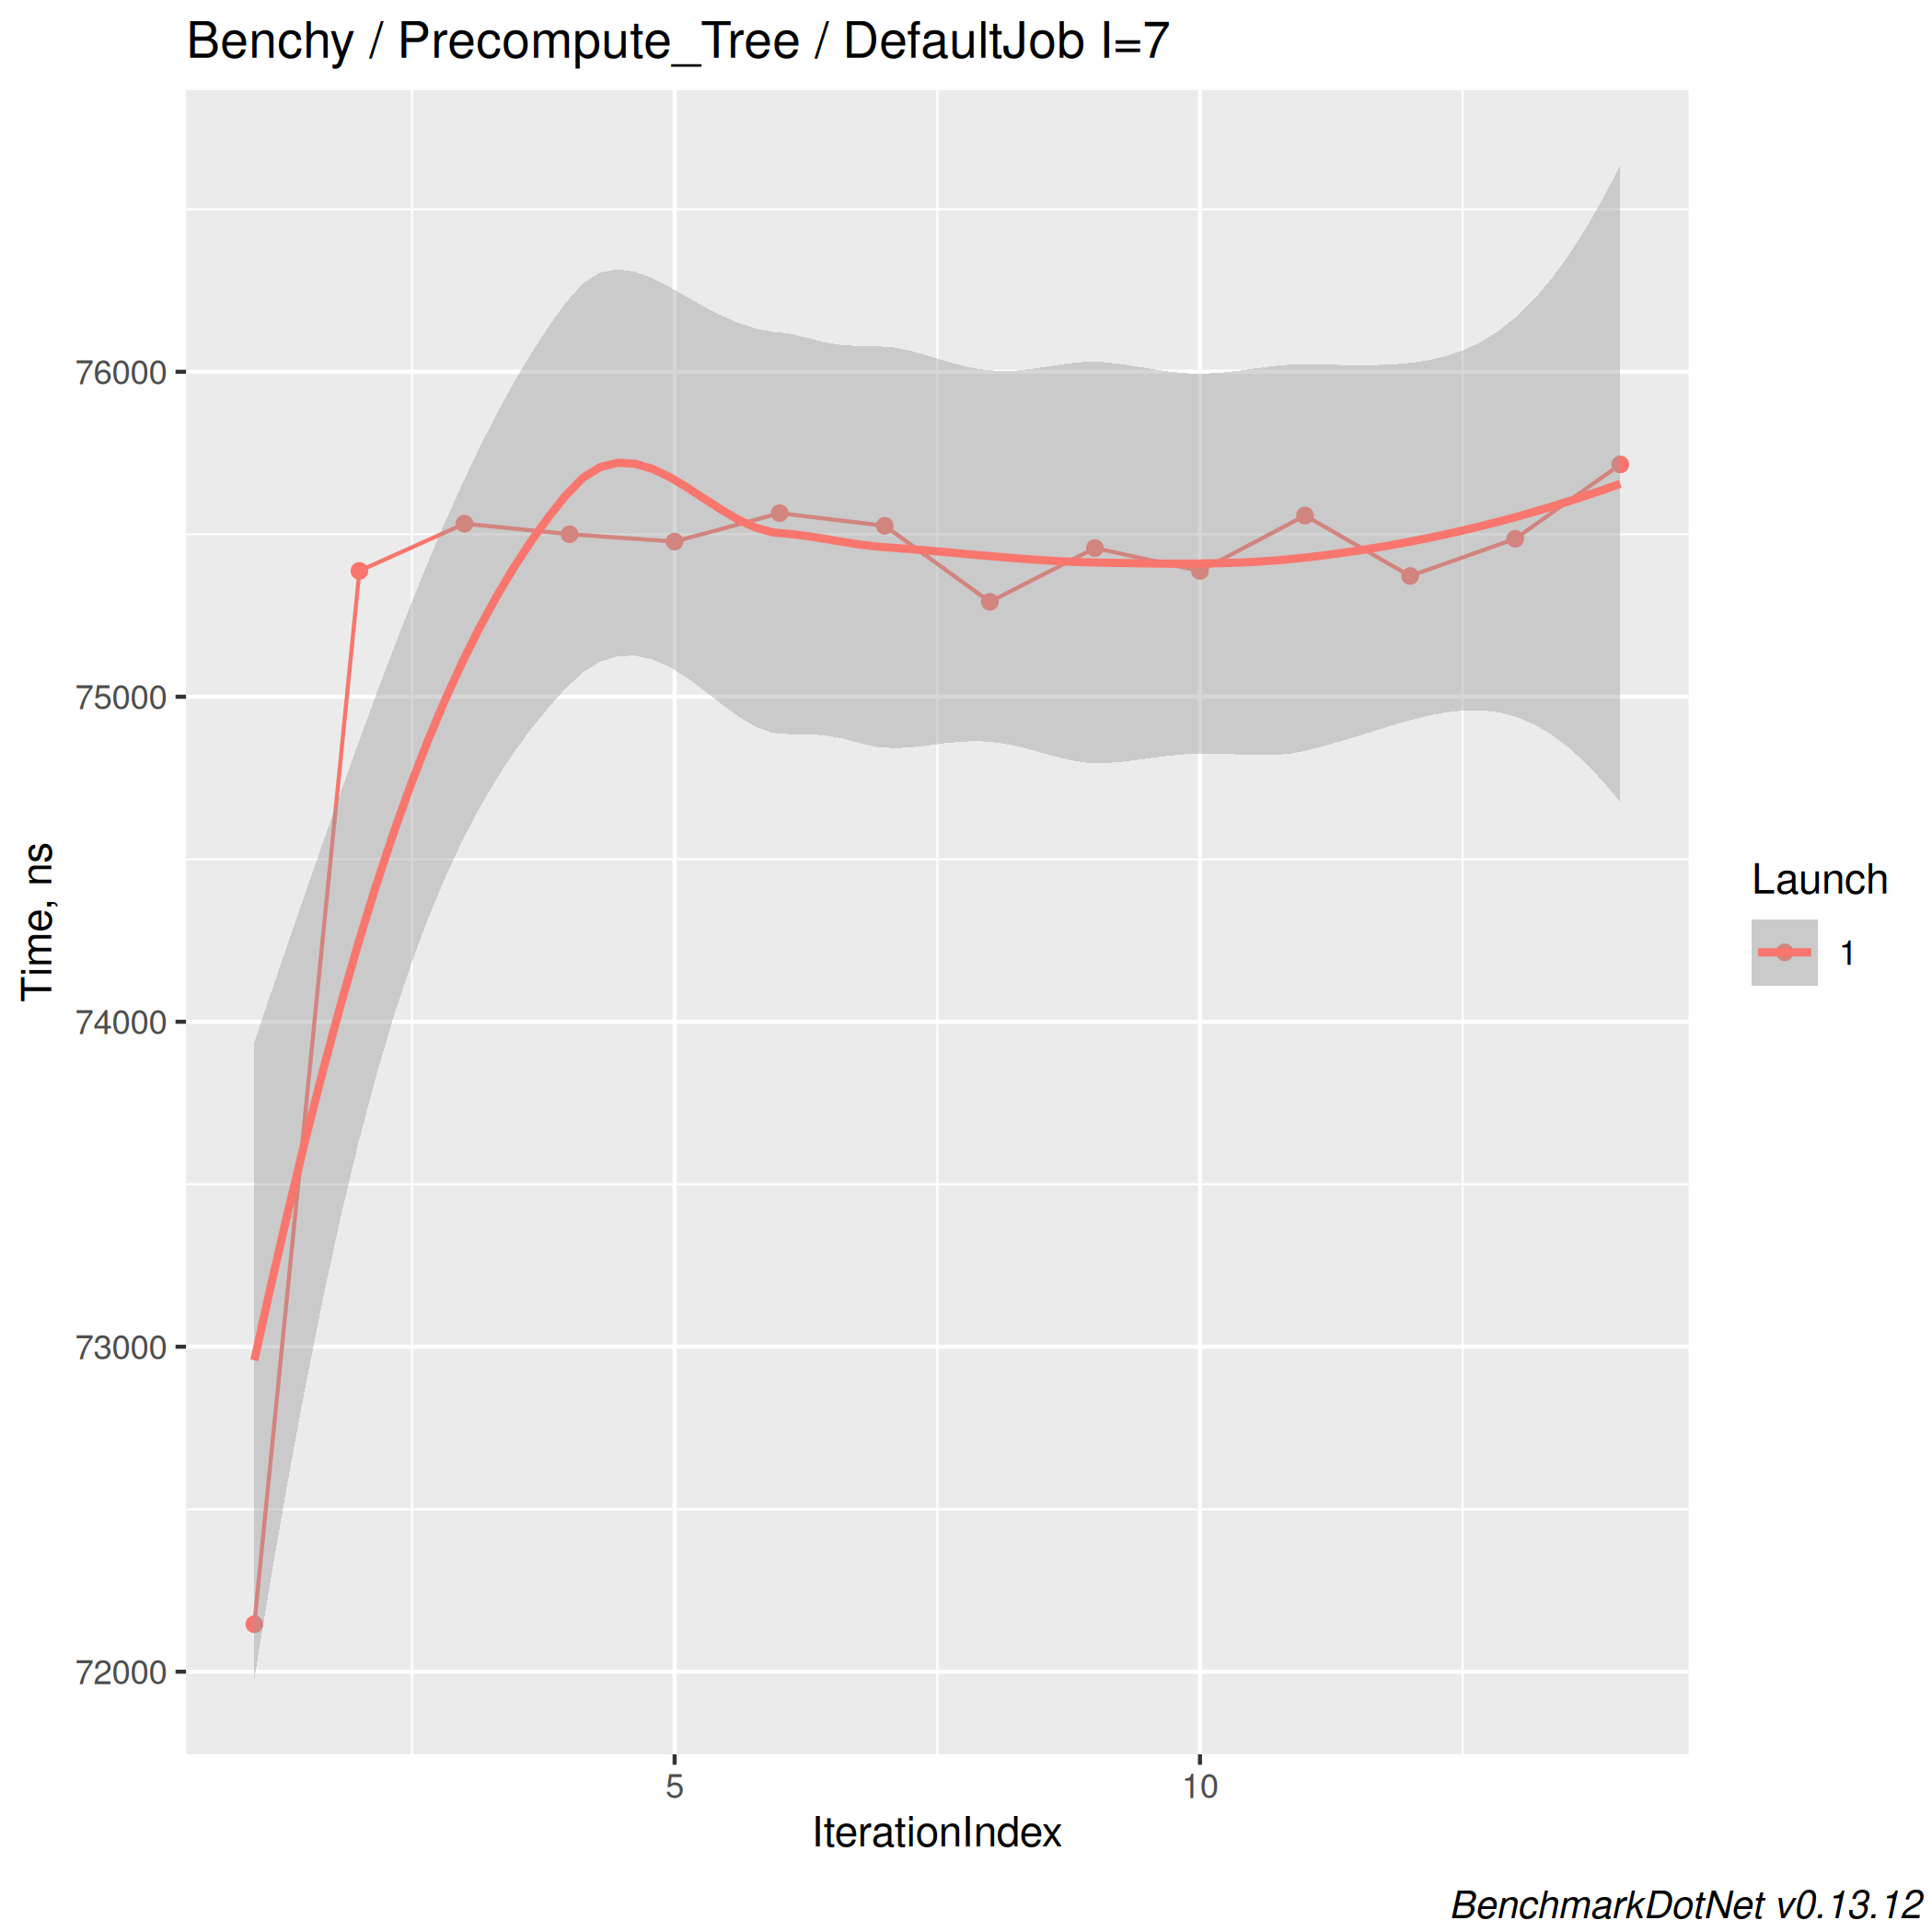 Benchy / Precompute_Tree / DefaultJob l=7
Time, ns
76000
75000
74000
73000
72000
5
10
IterationIndex
Launch
1
BenchmarkDotNet v0.13.12